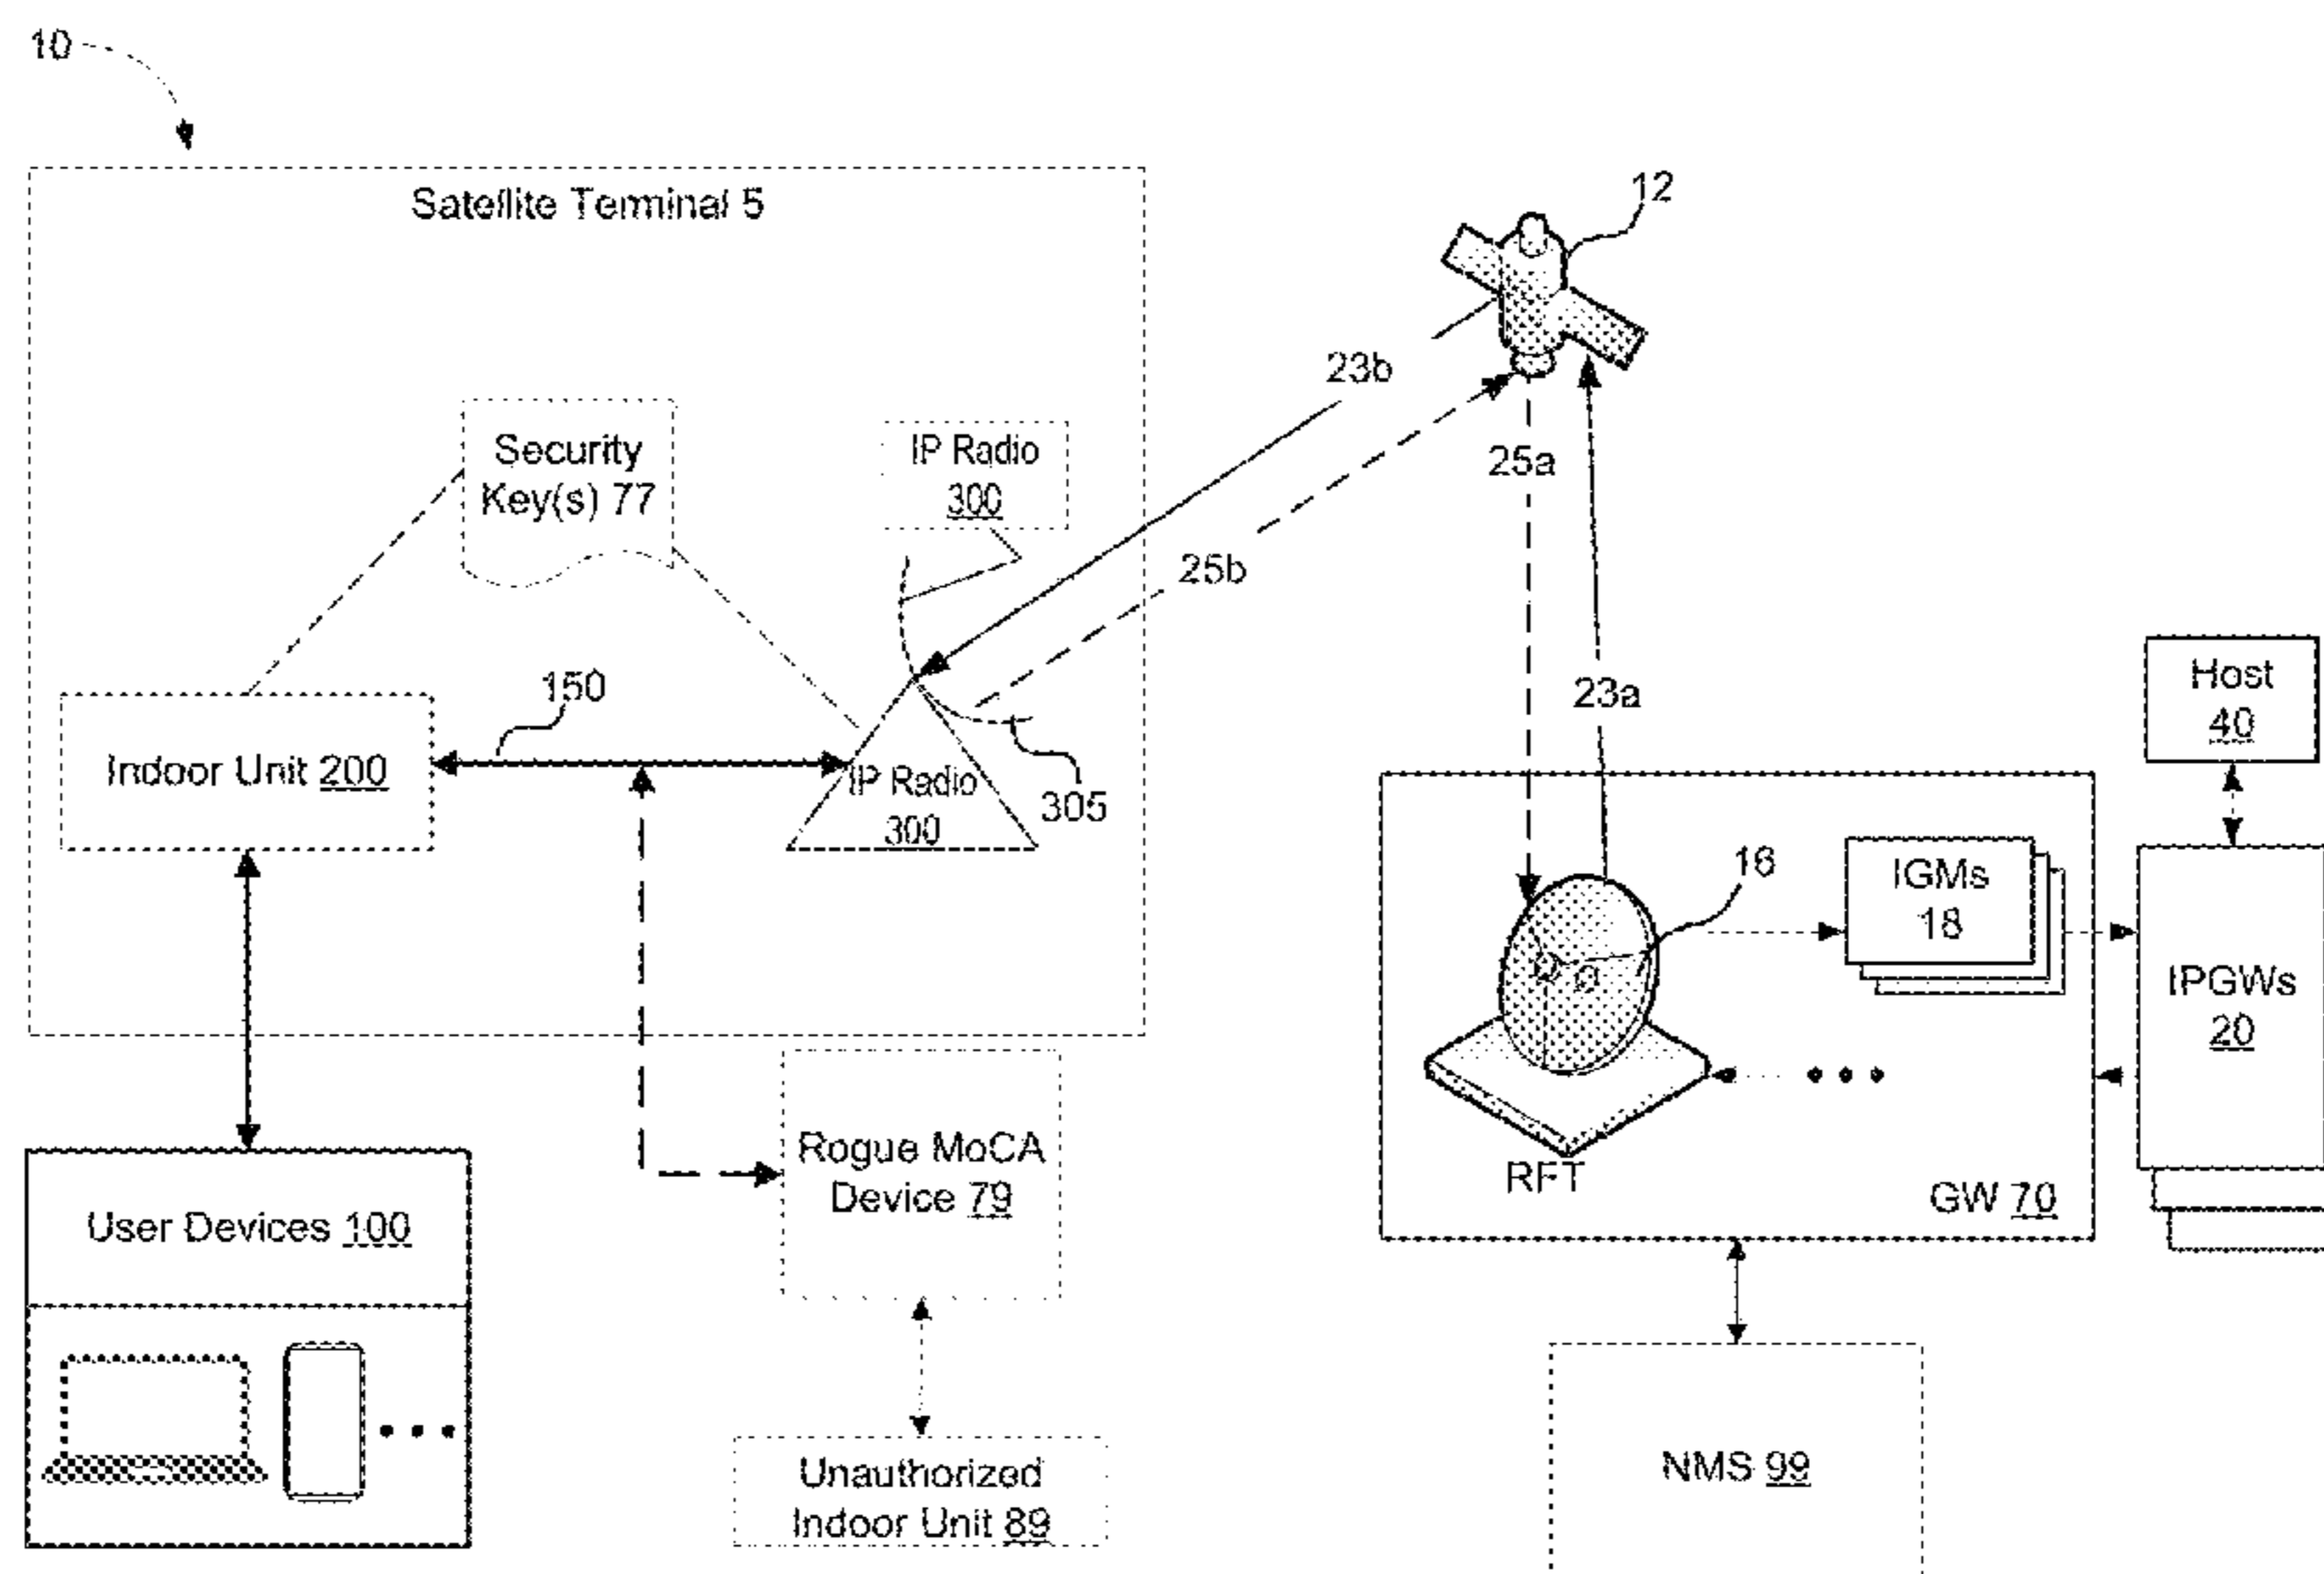 10
Satellite Terminal 5
12
23b
Security
Key(s) 77
IP Radio
300
25a
25b
150
23a
Host
40
Indoor Unit 200
IP Radio
300
305
16
IGMs
18
IPGWs
20
Rogue MoCA
Device 79
RFT
GW 70
User Devices 100
Unauthorized
Indoor Unit 89
NMS 99